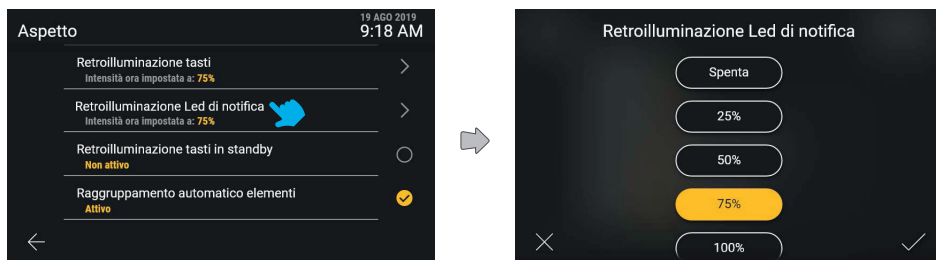 Aspetto
19 AGO 2019
9:18 AM
Retroilluminazione tasti
Intensità ora impostata a: 75%
Retroilluminazione Led di notifica
Intensità ora impostata a: 75%
Retroilluminazione tasti in standby
Non attivo
Raggruppamento automatico elementi
Attivo
Retroilluminazione Led di notifica
Spenta
25%
50%
75%
100%